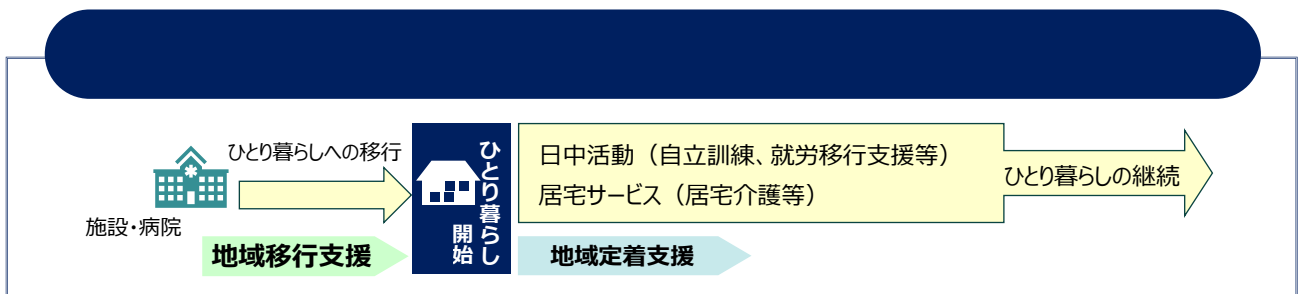 ひとり暮らしへの移行
施設・病院
地域移行支援
ひとり暮らし
開始
日中活動（自立訓練、就労移行支援等）
居宅サービス（居宅介護等）
ひとり暮らしの継続
地域定着支援